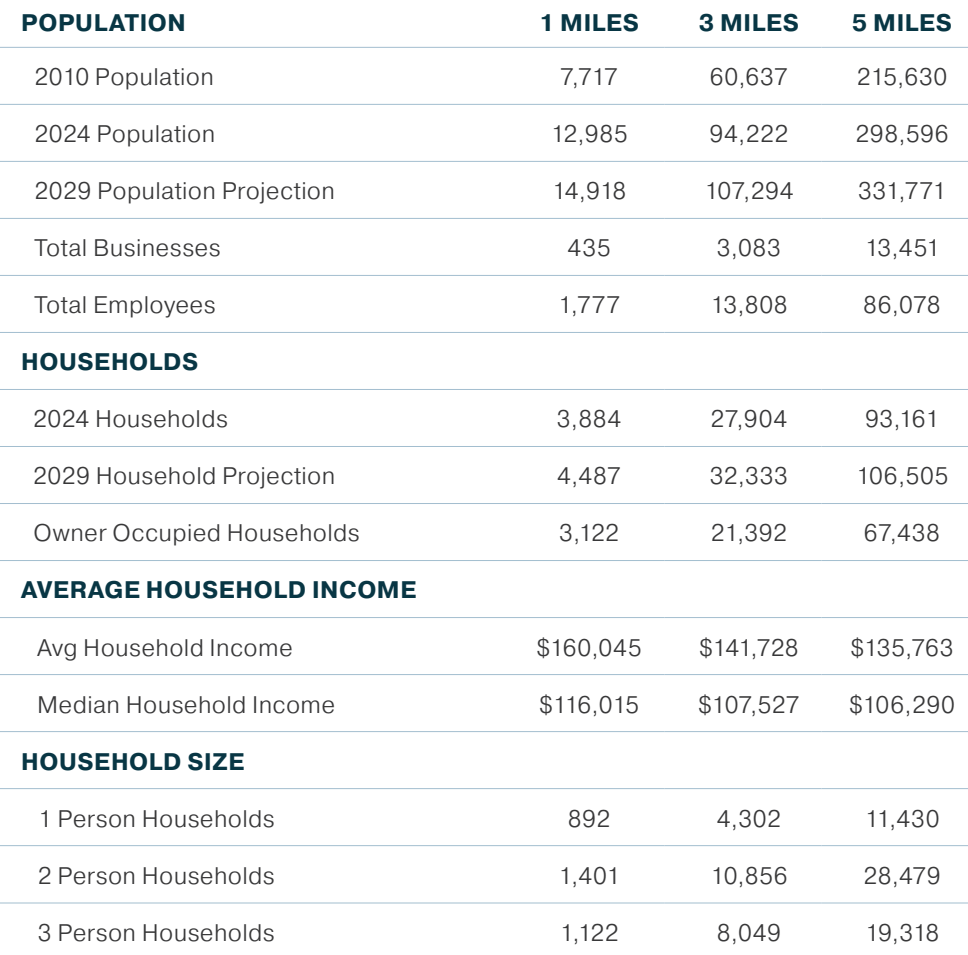 POPULATION 1 MILES 3 MILES 5 MILES
2010 Population 7,717 60,637 215,630
2024 Population 12,985 94,222 298,596
2029 Population Projection 14,918 107,294 331,771
Total Businesses 435 3,083 13,451
Total Employees 1,777 13,808 86,078
HOUSEHOLDS
2024 Households 3,884 27,904 93,161
2029 Household Projection 4,487 32,333 106,505
Owner Occupied Households 3,122 21,392 67,438
AVERAGE HOUSEHOLD INCOME
Avg Household Income $160,045 $141,728 $135,763
Median Household Income $116,015 $107,527 $106,290
HOUSEHOLD SIZE
1 Person Households 892 4,302 11,430
2 Person Households 1,401 10,856 28,479
3 Person Households 1,122 8,049 19,318